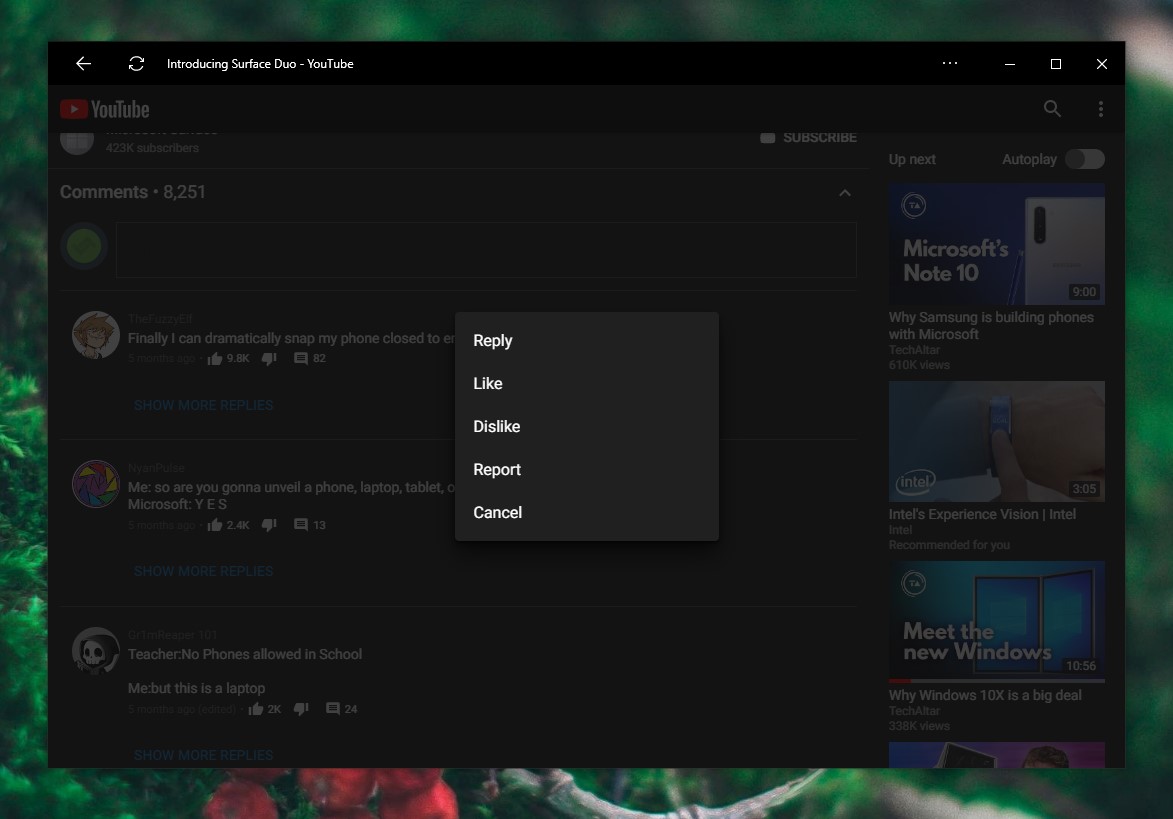 Introducing Surface Duo - YouTube
YouTube
423K subscribers
SUBSCRIBE
Comments • 8,251
TheFuzzyElf
Finally I can dramatically snap my phone closed to
5 months ago • 9.8K 82
SHOW MORE REPLIES
NyanPulse
Me: so are you gonna unveil a phone, laptop, tablet,
Microsoft: Y E S
5 months ago • 2.4K 13
SHOW MORE REPLIES
Gr1mReaper 101
Teacher:No Phones allowed in School
Me:but this is a laptop
5 months ago (edited) • 2K 24
SHOW MORE REPLIES
Reply
Like
Dislike
Report
Cancel
Up next Autoplay
TA
Microsoft's
Note 10
9:00
Why Samsung is building phones
with Microsoft
TechAltar
610K views
intel
3:05
Intel's Experience Vision | Intel
Intel
Recommended for you
TA
Meet the
new Windows
10:56
Why Windows 10X is a big deal
TechAltar
338K views